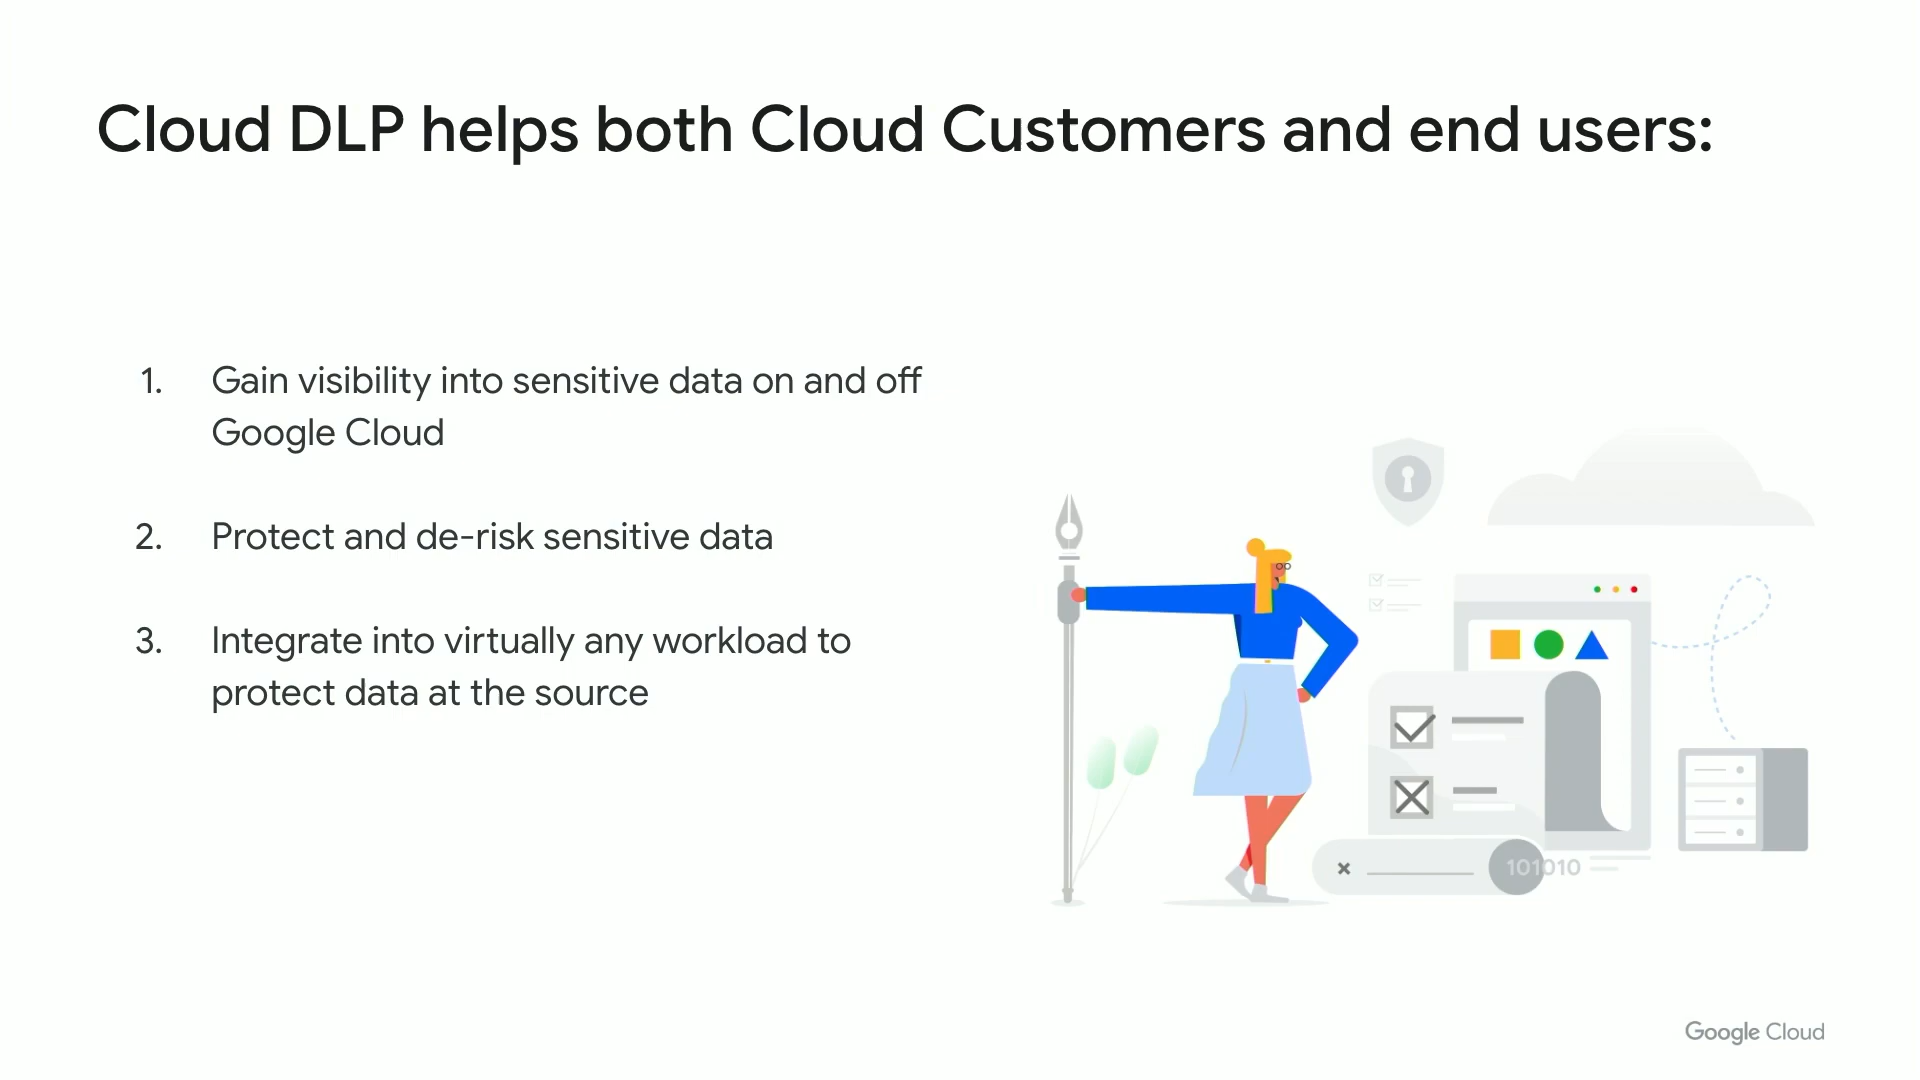 Cloud DLP helps both Cloud Customers and end users:
1. Gain visibility into sensitive data on and off
Google Cloud
2. Protect and de-risk sensitive data
3. Integrate into virtually any workload to
protect data at the source
101010
Google Cloud